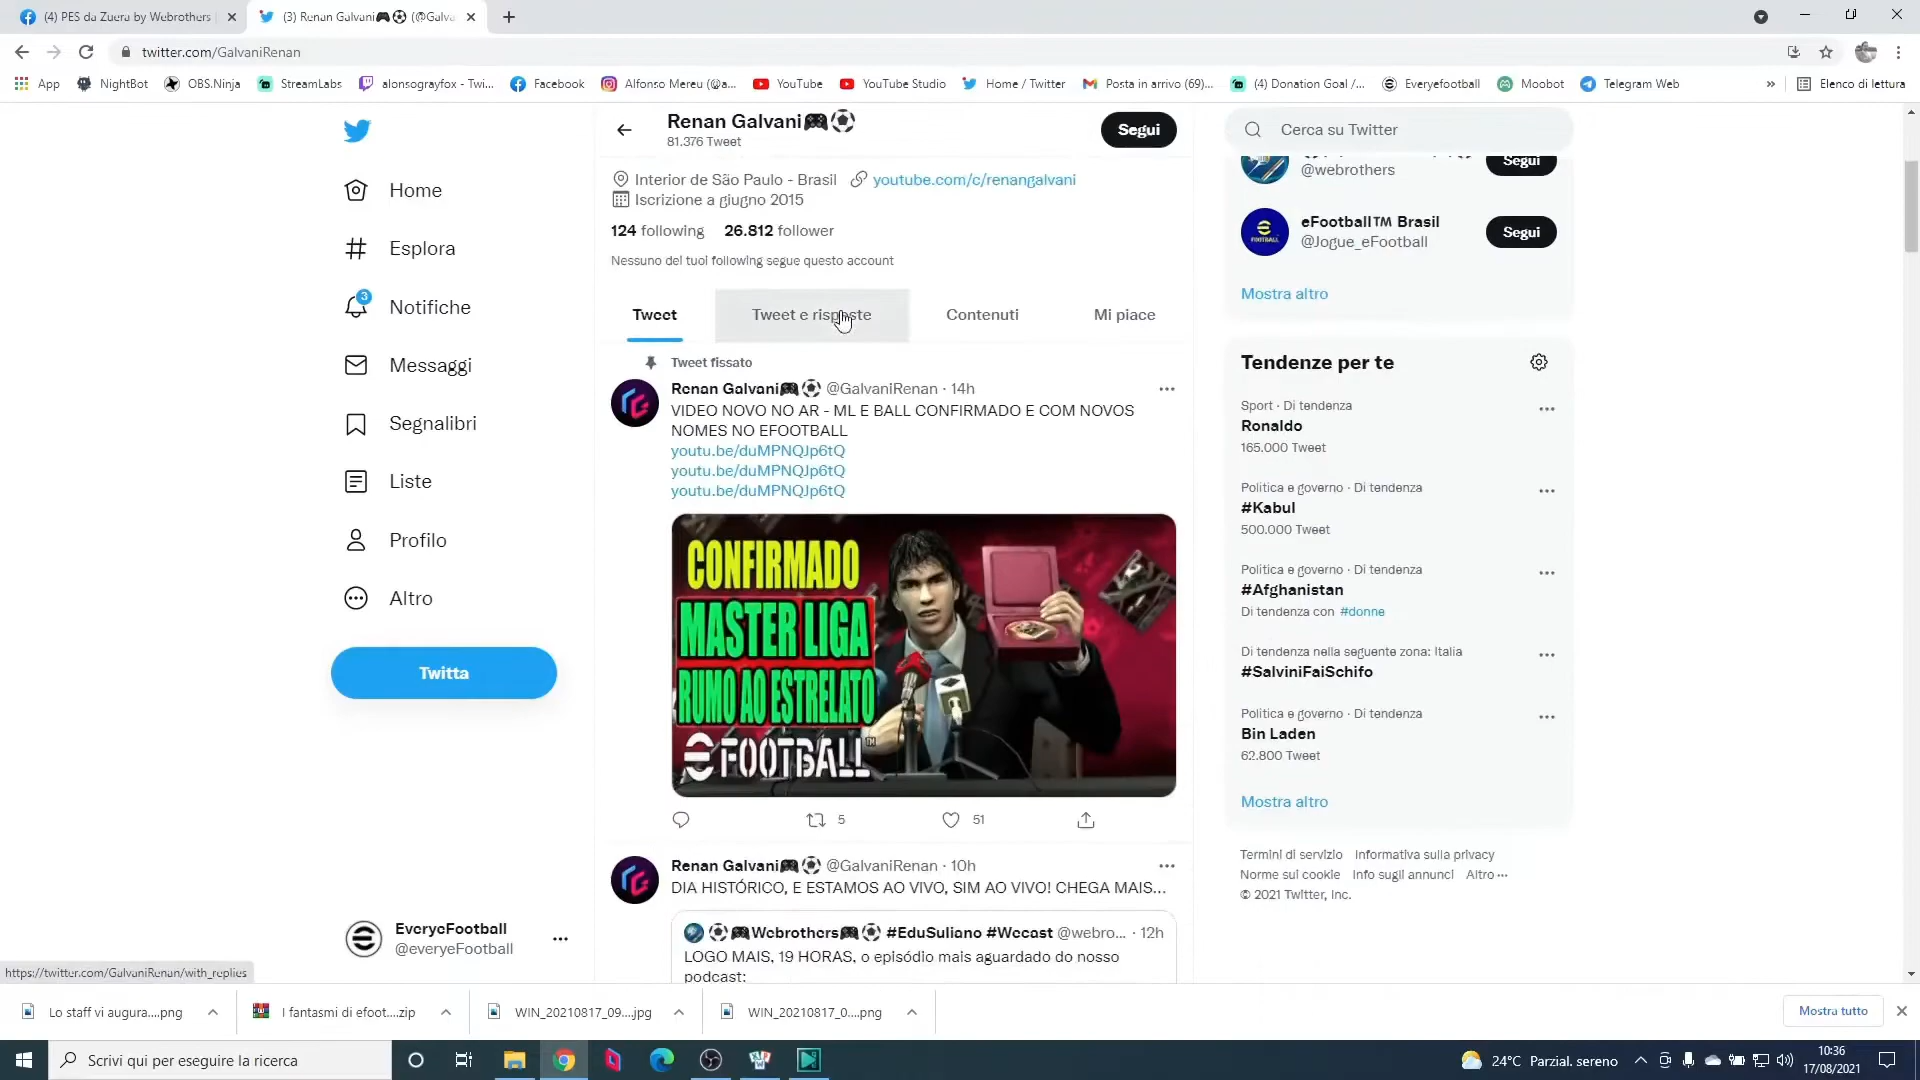 (4) PES da Zuera by Webrothers
(3) Renan Galvani🎮⚽ (@Galva
twitter.com/GalvaniRenan
App
NightBot
OBS.Ninja
StreamLabs
alonsograyfox - Twi...
Facebook
Alfonso Mereu (@a...
YouTube
YouTube Studio
Home / Twitter
Posta in arrivo (69)...
(4) Donation Goal /...
Everyefootball
Moobot
Telegram Web
»
Elenco di lettura
Home
Esplora
3
Notifiche
Messaggi
Segnalibri
Liste
Profilo
Altro
Twitta
EveryeFootball
@everyeFootball
Renan Galvani🎮⚽
81.376 Tweet
Segui
Interior de São Paulo - Brasil youtube.com/c/renangalvani
Iscrizione a giugno 2015
124 following 26.812 follower
Nessuno dei tuoi following segue questo account
Tweet
Tweet e risposte
Contenuti
Mi piace
Tweet fissato
Renan Galvani🎮⚽ @GalvaniRenan · 14h
VIDEO NOVO NO AR - ML E BALL CONFIRMADO E COM NOVOS
NOMES NO EFOOTBALL
youtu.be/duMPNQJp6tQ
youtu.be/duMPNQJp6tQ
youtu.be/duMPNQJp6tQ
CONFIRMADO
MASTER LIGA
RUMO AO ESTRELATO
eFOOTBALL™
5
51
Renan Galvani🎮⚽ @GalvaniRenan · 10h
DIA HISTÓRICO, E ESTAMOS AO VIVO, SIM AO VIVO! CHEGA MAIS...
⚽🎮Webrothers🎮⚽ #EduSuliano #Wecast @webro... · 12h
LOGO MAIS, 19 HORAS, o episódio mais aguardado do nosso
podcast:
Cerca su Twitter
@webrothers
Segui
eFootball™ Brasil
@Jogue_eFootball
Segui
Mostra altro
Tendenze per te
Sport · Di tendenza
Ronaldo
165.000 Tweet
Politica e governo · Di tendenza
#Kabul
500.000 Tweet
Politica e governo · Di tendenza
#Afghanistan
Di tendenza con #donne
Di tendenza nella seguente zona: Italia
#SalviniFaiSchifo
Politica e governo · Di tendenza
Bin Laden
62.800 Tweet
Mostra altro
Termini di servizio Informativa sulla privacy
Norme sui cookie Info sugli annunci Altro ···
© 2021 Twitter, Inc.
https://twitter.com/GalvaniRenan/with_replies
Lo staff vi augura....png
I fantasmi di efoot....zip
WIN_20210817_09....jpg
WIN_20210817_0....png
Mostra tutto
Scrivi qui per eseguire la ricerca
24°C Parzial. sereno
10:36
17/08/2021